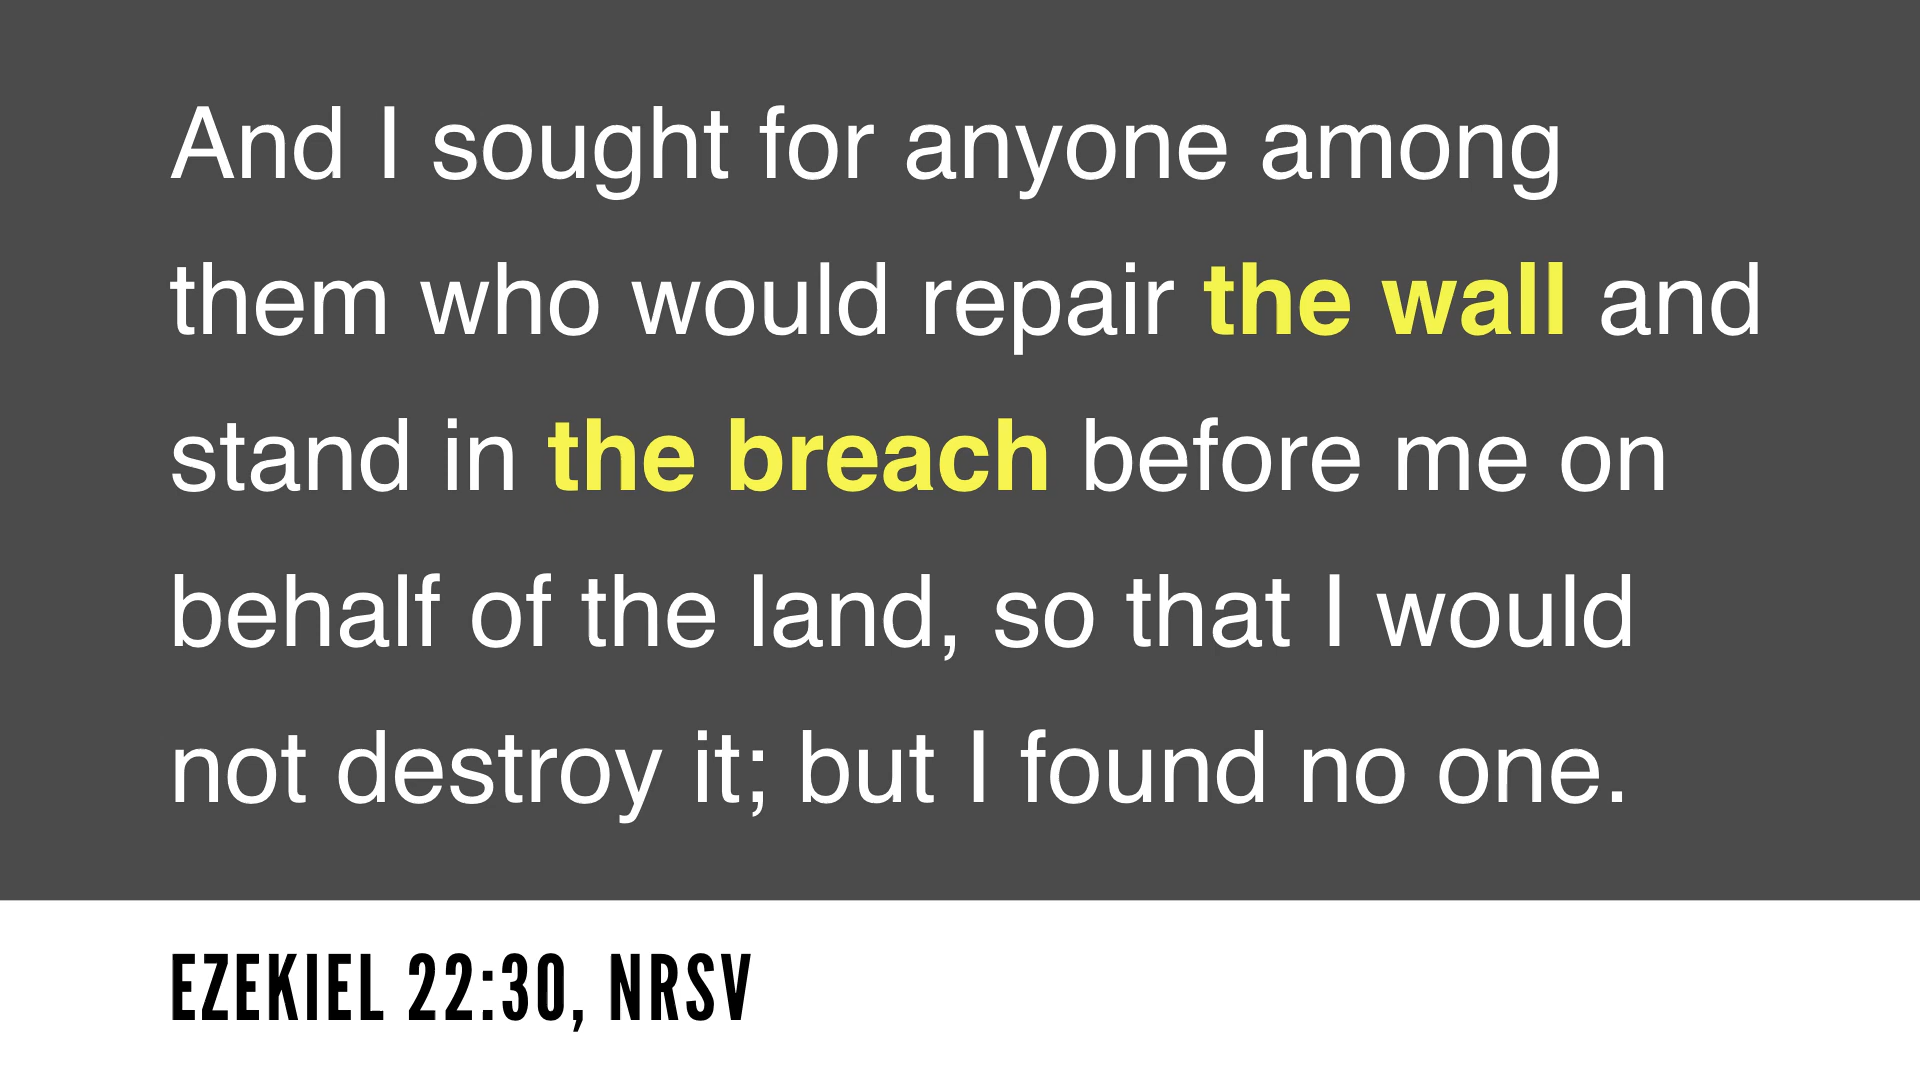 And I sought for anyone among
them who would repair the wall and
stand in the breach before me on
behalf of the land, so that I would
not destroy it; but I found no one.
EZEKIEL 22:30, NRSV